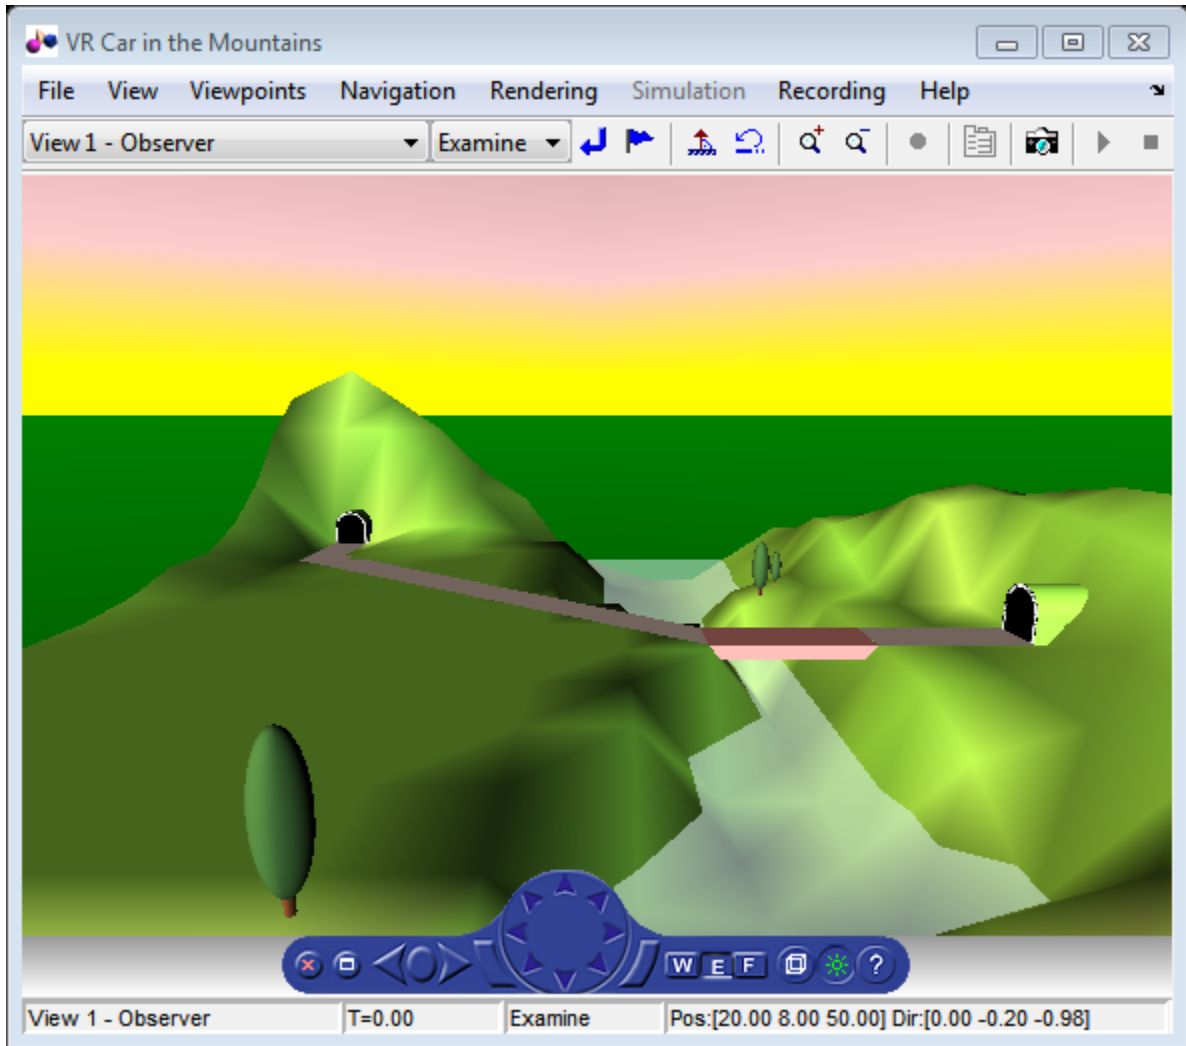 VR Car in the Mountains
File View Viewpoints Navigation Rendering Simulation Recording Help
View 1 - Observer Examine
W E F ?
View 1 - Observer T=0.00 Examine Pos:[20.00 8.00 50.00] Dir:[0.00 -0.20 -0.98]